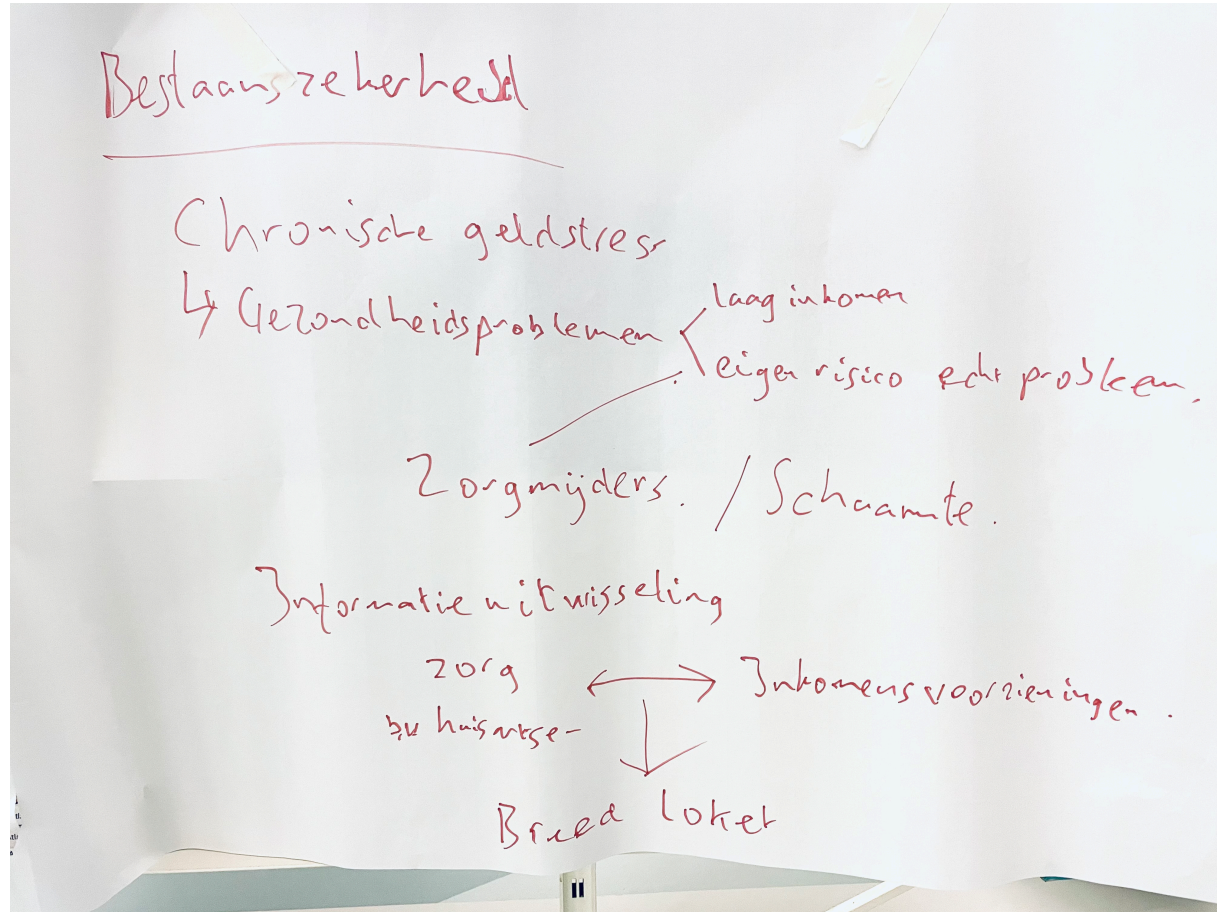 Bestaanszekerheid
Chronische geldstress
↳ Gezondheidsproblemen
laag inkomen
eigen risico echt probleem.
Zorgmijders. / Schaamte.
Informatie uitwisseling
zorg ↔ Inkomensvoorzieningen.
bv huisartsen
Breed loket